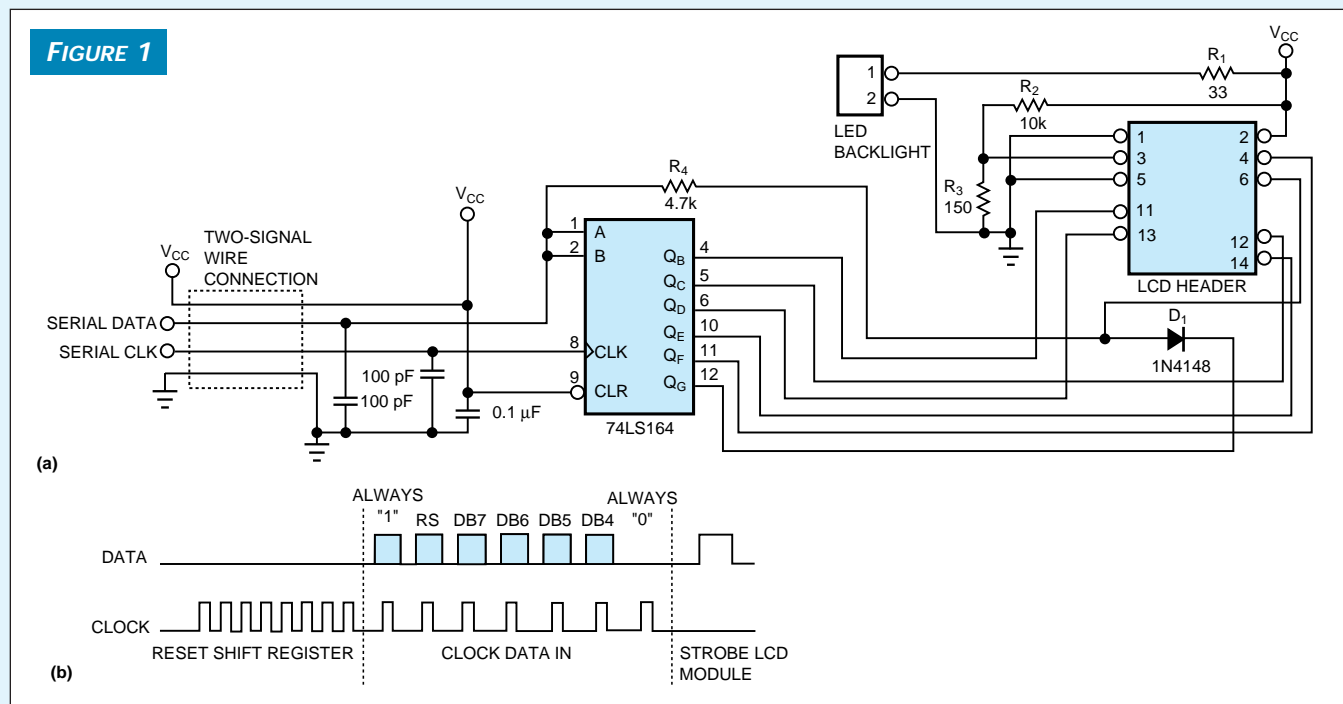 FIGURE 1
VCC
R1
33
1
2
LED
BACKLIGHT
R2
10k
R3
150
1
3
5
11
13
2
4
6
12
14
LCD HEADER
R4
4.7k
VCC
VCC
TWO-SIGNAL
WIRE
CONNECTION
SERIAL DATA
SERIAL CLK
1
2
8
9
A
B
CLK
CLR
QB
QC
QD
QE
QF
QG
4
5
6
10
11
12
74LS164
100 pF
100 pF
0.1 µF
D1
1N4148
(a)
ALWAYS
"1"
RS
DB7
DB6
DB5
DB4
ALWAYS
"0"
DATA
CLOCK
RESET SHIFT REGISTER
CLOCK DATA IN
STROBE LCD
MODULE
(b)